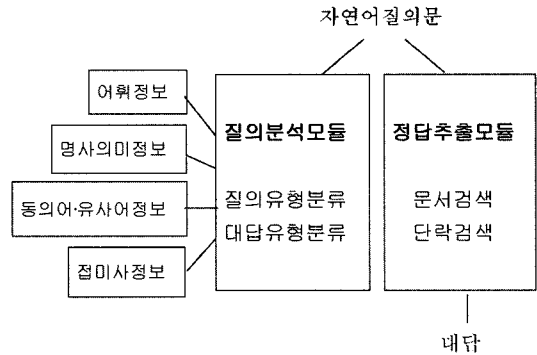 자연어질의문
어휘정보
명사의미정보
동의어·유사어정보
접미사정보
질의분석모듈
질의유형분류
대답유형분류
정답추출모듈
문서검색
단락검색
대답